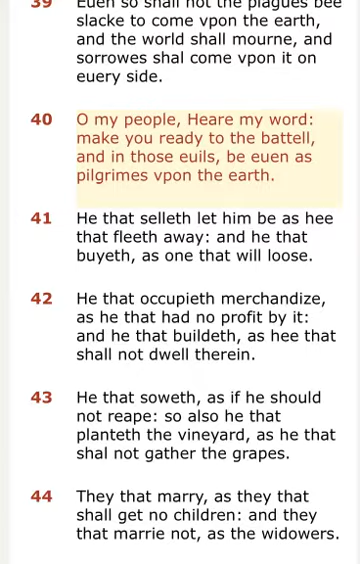 39 Euen so shall not the plagues bee
slacke to come vpon the earth,
and the world shall mourne, and
sorrowes shal come vpon it on
euery side.
40 O my people, Heare my word:
make you ready to the battell,
and in those euils, be euen as
pilgrimes vpon the earth.
41 He that selleth let him be as hee
that fleeth away: and he that
buyeth, as one that will loose.
42 He that occupieth merchandize,
as he that had no profit by it:
and he that buildeth, as hee that
shall not dwell therein.
43 He that soweth, as if he should
not reape: so also he that
planteth the vineyard, as he that
shal not gather the grapes.
44 They that marry, as they that
shall get no children: and they
that marrie not, as the widowers.